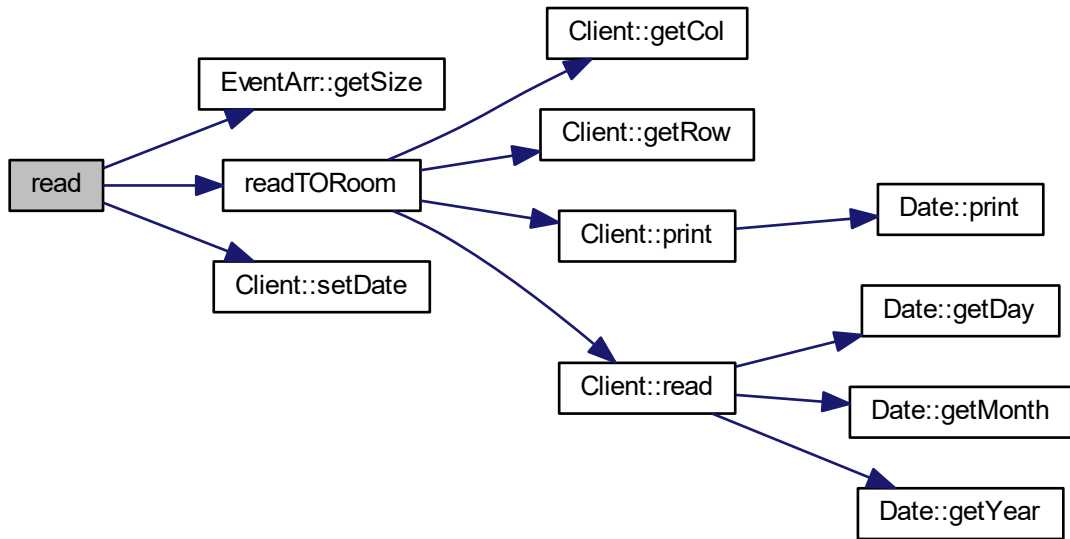 read
EventArr::getSize
readTORoom
Client::setDate
Client::getCol
Client::getRow
Client::print
Client::read
Date::print
Date::getDay
Date::getMonth
Date::getYear